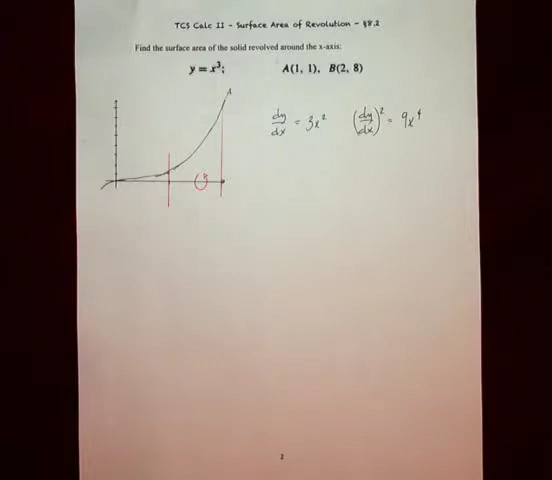 TCS Calc II - Surface Area of Revolution - §8.2
Find the surface area of the solid revolved around the x-axis:
y = x³; A(1, 1), B(2, 8)
dy/dx = 3x² (dy/dx)² = 9x⁴
2